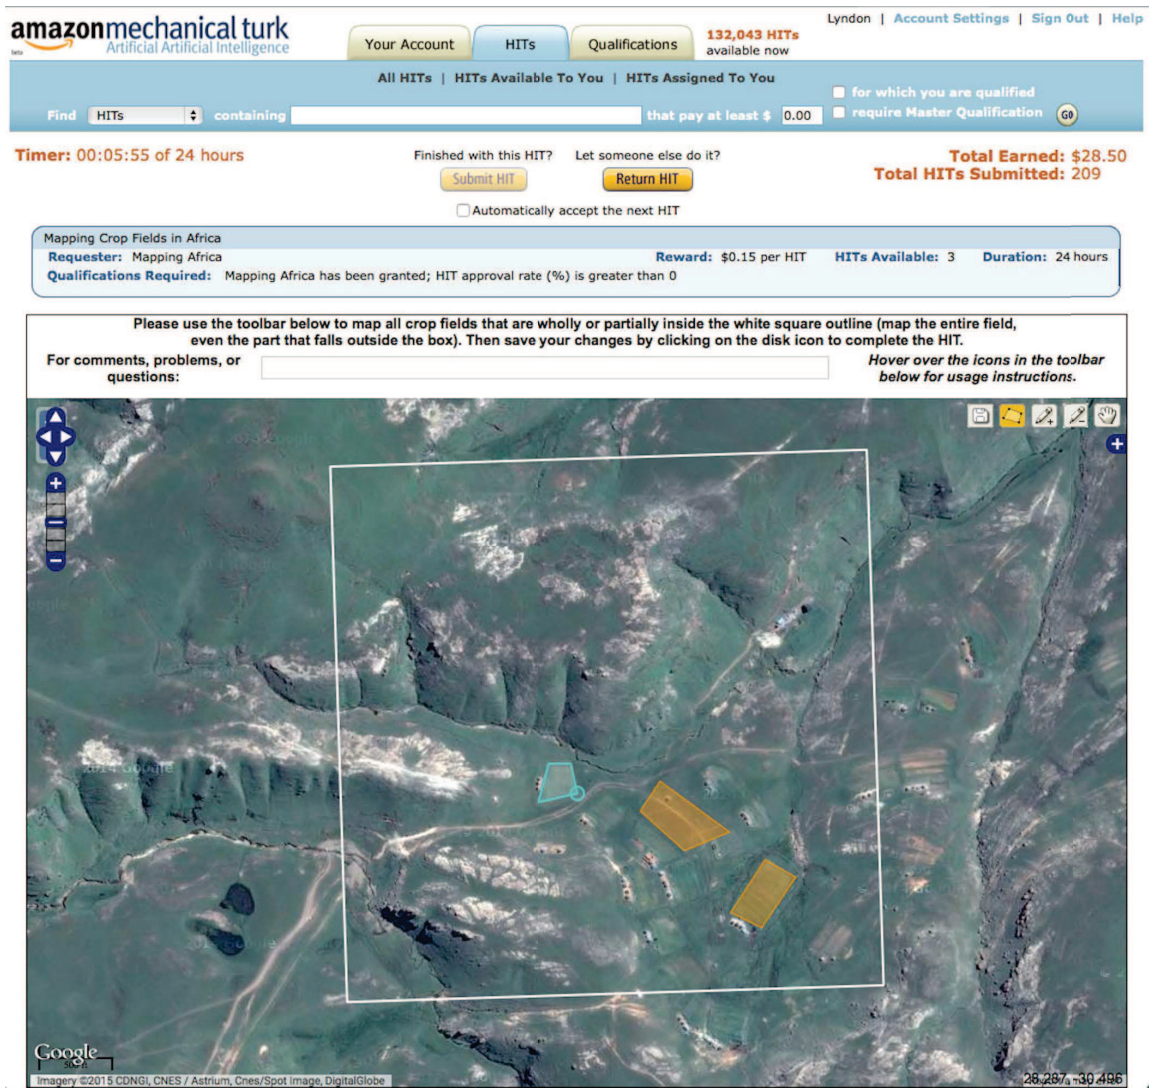 Lyndon | Account Settings | Sign Out | Help
amazonmechanical turk
beta Artificial Artificial Intelligence
Your Account HITs Qualifications 132,043 HITs
available now
All HITs | HITs Available To You | HITs Assigned To You
for which you are qualified
Find HITs containing that pay at least $ 0.00 require Master Qualification GO
Timer: 00:05:55 of 24 hours
Finished with this HIT? Let someone else do it?
Submit HIT Return HIT
Total Earned: $28.50
Total HITs Submitted: 209
Automatically accept the next HIT
Mapping Crop Fields in Africa
Requester: Mapping Africa Reward: $0.15 per HIT HITs Available: 3 Duration: 24 hours
Qualifications Required: Mapping Africa has been granted; HIT approval rate (%) is greater than 0
Please use the toolbar below to map all crop fields that are wholly or partially inside the white square outline (map the entire field,
even the part that falls outside the box). Then save your changes by clicking on the disk icon to complete the HIT.
For comments, problems, or
questions:
Hover over the icons in the toolbar
below for usage instructions.
2014 Google
Google
Imagery ©2015 CDNGI, CNES / Astrium, Cnes/Spot Image, DigitalGlobe
-30.496